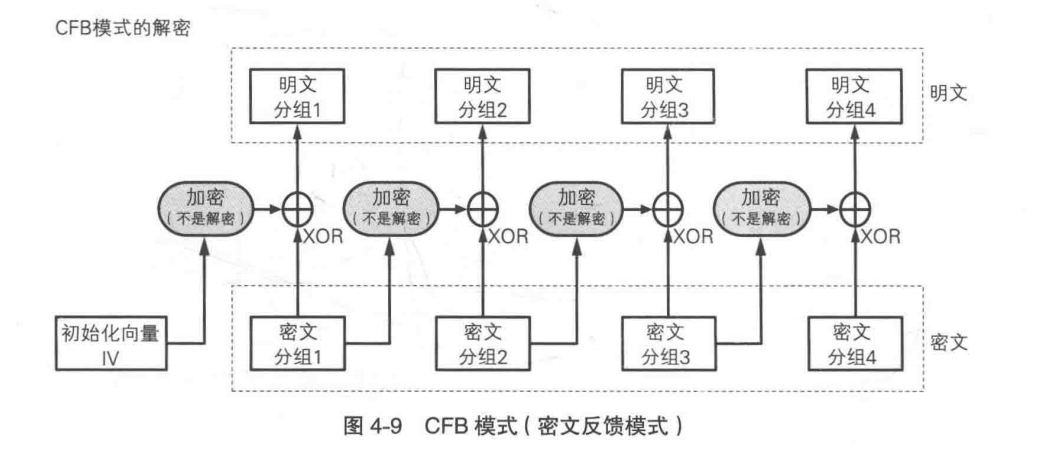 CFB模式的解密
明文
分组1
明文
分组2
明文
分组3
明文
分组4
明文
加密
(不是解密)
加密
(不是解密)
加密
(不是解密)
加密
(不是解密)
XOR
XOR
XOR
XOR
初始化向量
IV
密文
分组1
密文
分组2
密文
分组3
密文
分组4
密文
图 4-9 CFB 模式（密文反馈模式）